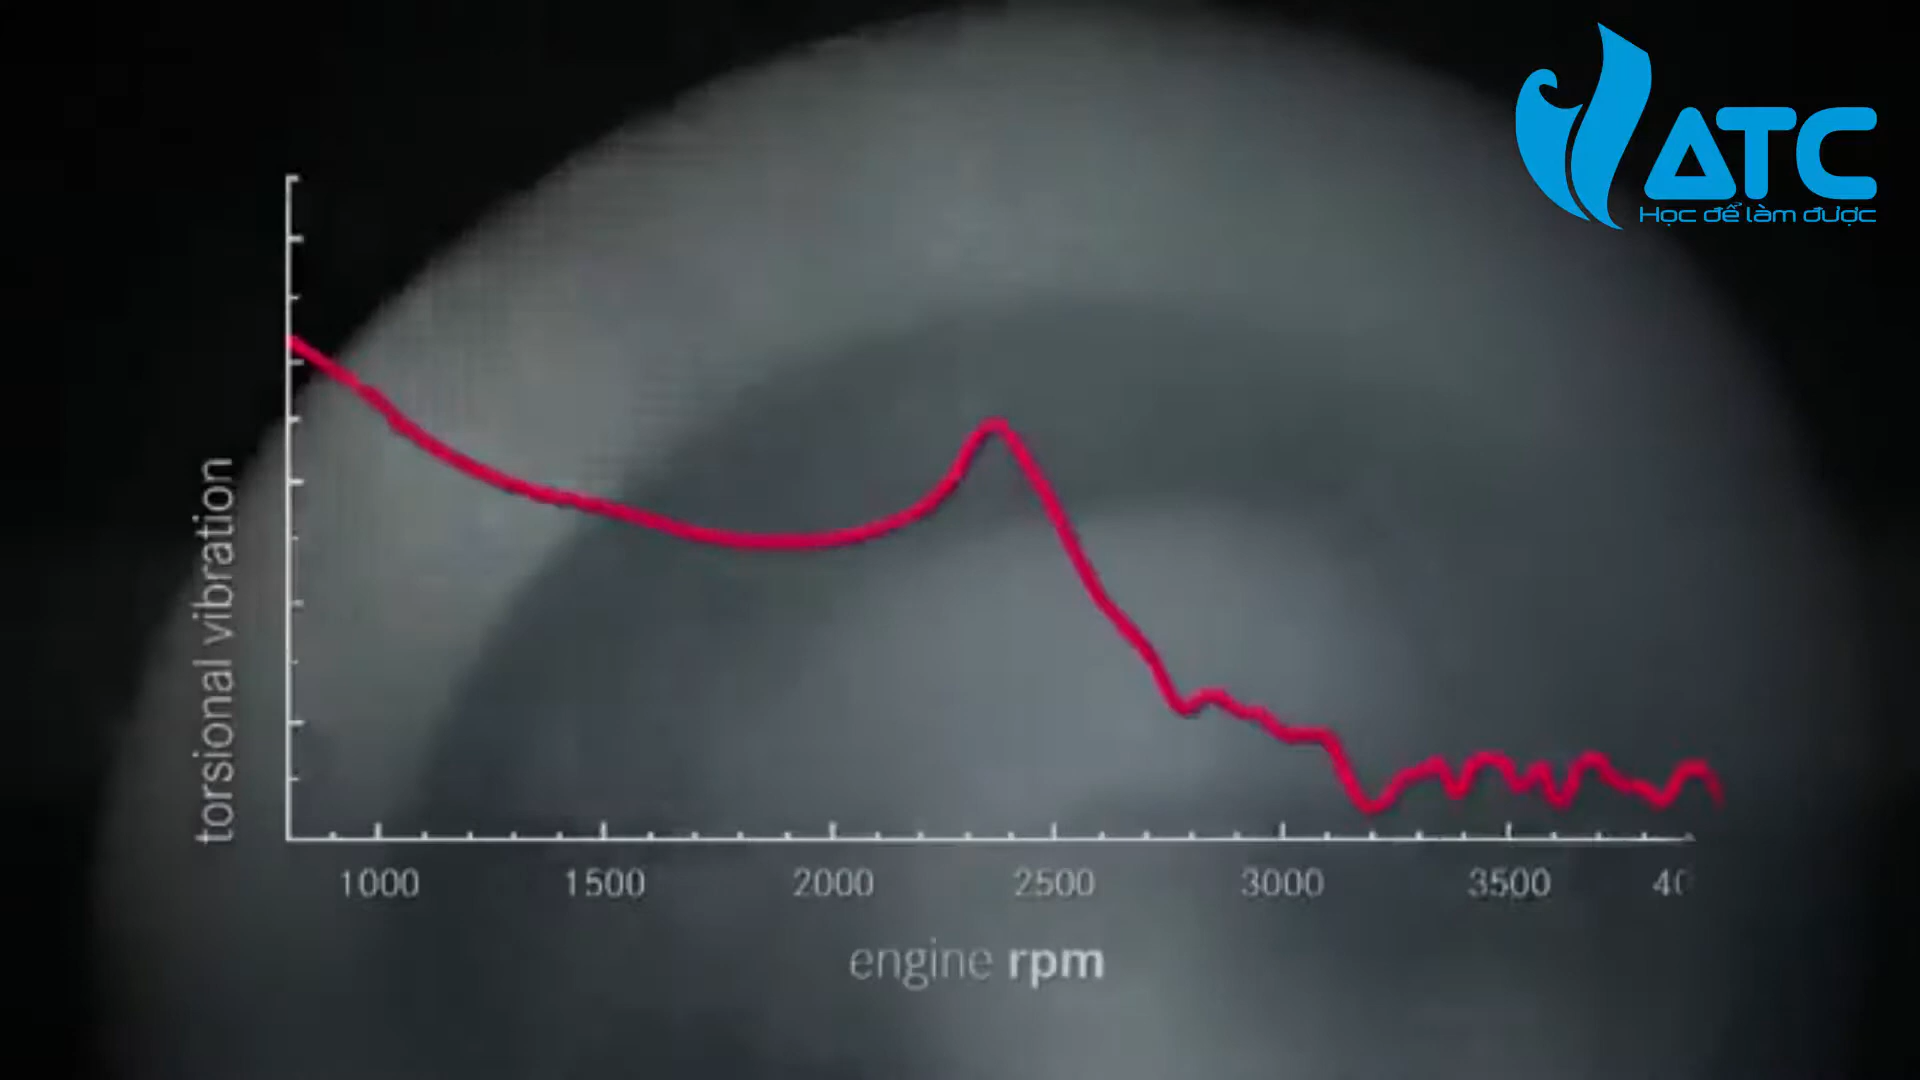 ATC
Học để làm được
torsional vibration
1000 1500 2000 2500 3000 3500
engine rpm